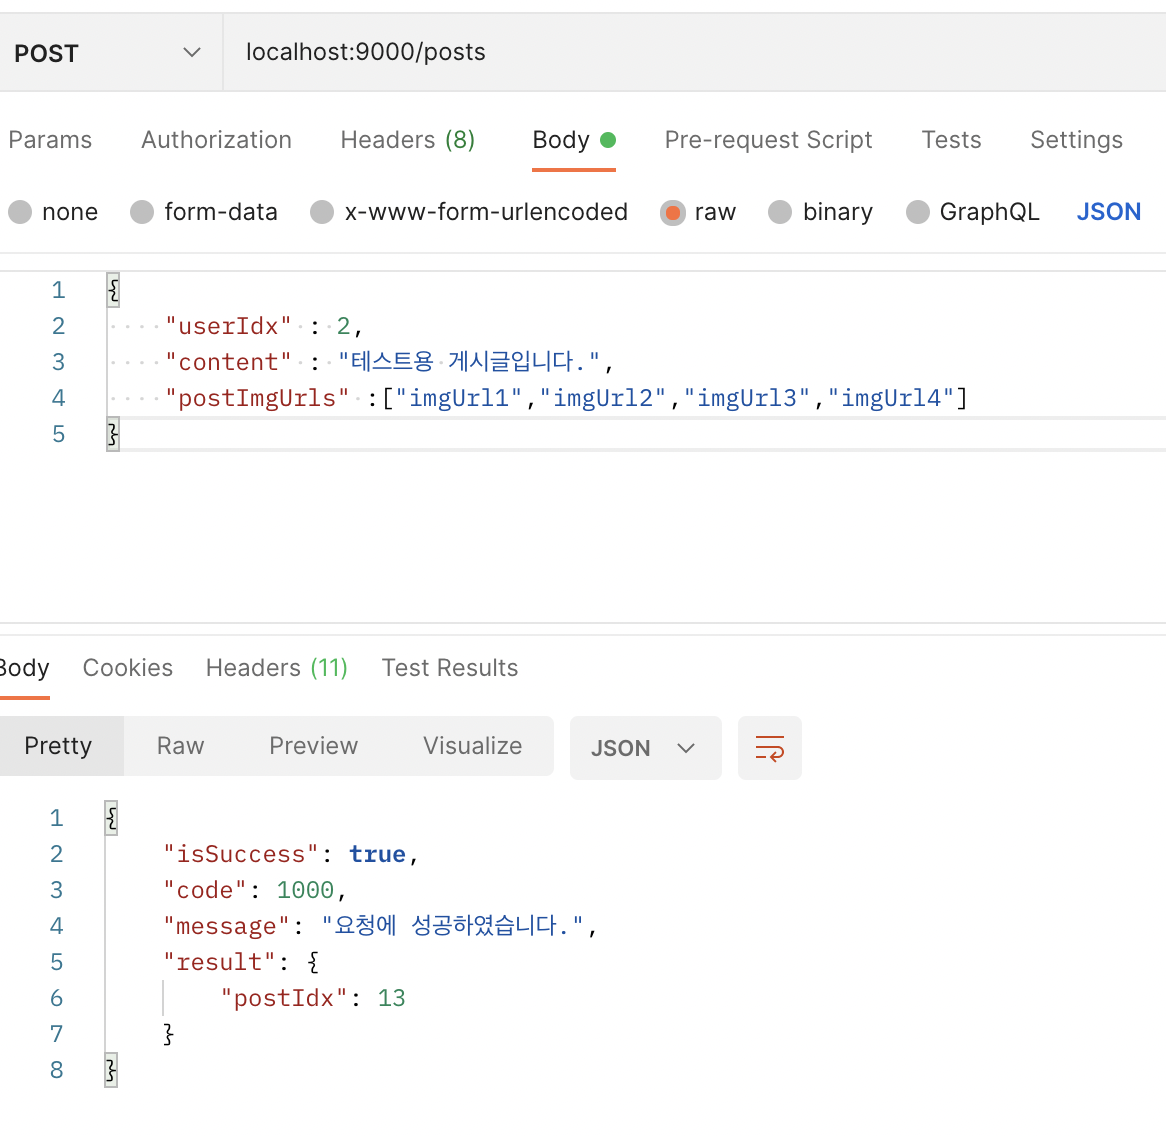 POST localhost:9000/posts
Params Authorization Headers (8) Body Pre-request Script Tests Settings
none form-data x-www-form-urlencoded raw binary GraphQL JSON
1 {
2 "userIdx" : 2,
3 "content" : "테스트용 게시글입니다.",
4 "postImgUrls" :["imgUrl1","imgUrl2","imgUrl3","imgUrl4"]
5 }
Body Cookies Headers (11) Test Results
Pretty Raw Preview Visualize JSON
1 {
2 "isSuccess": true,
3 "code": 1000,
4 "message": "요청에 성공하였습니다.",
5 "result": {
6 "postIdx": 13
7 }
8 }